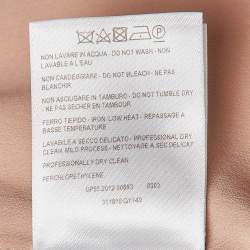 NON LAVARE IN ACQUA - DO NOT WASH - NON
LAVABLE A L'EAU
NON CANDEGGIARE - DO NOT BLEACH - NE PAS
BLANCHIR
NON ASCIUGARE IN TAMBURO - DO NOT TUMBLE DRY
- NE PAS SECHER EN TAMBOUR
FERRO TIEPIDO - IRON LOW HEAT - REPASSAGE A
BASSE TEMPERATURE
LAVABILE A SECCO DELICATO - PROFESSIONAL DRY
CLEAN, MILD PROCESS - NETTOYAGE A SEC DELICAT
PROFESSIONALLY DRY CLEAN
PERCHLORETHYLENE
0303